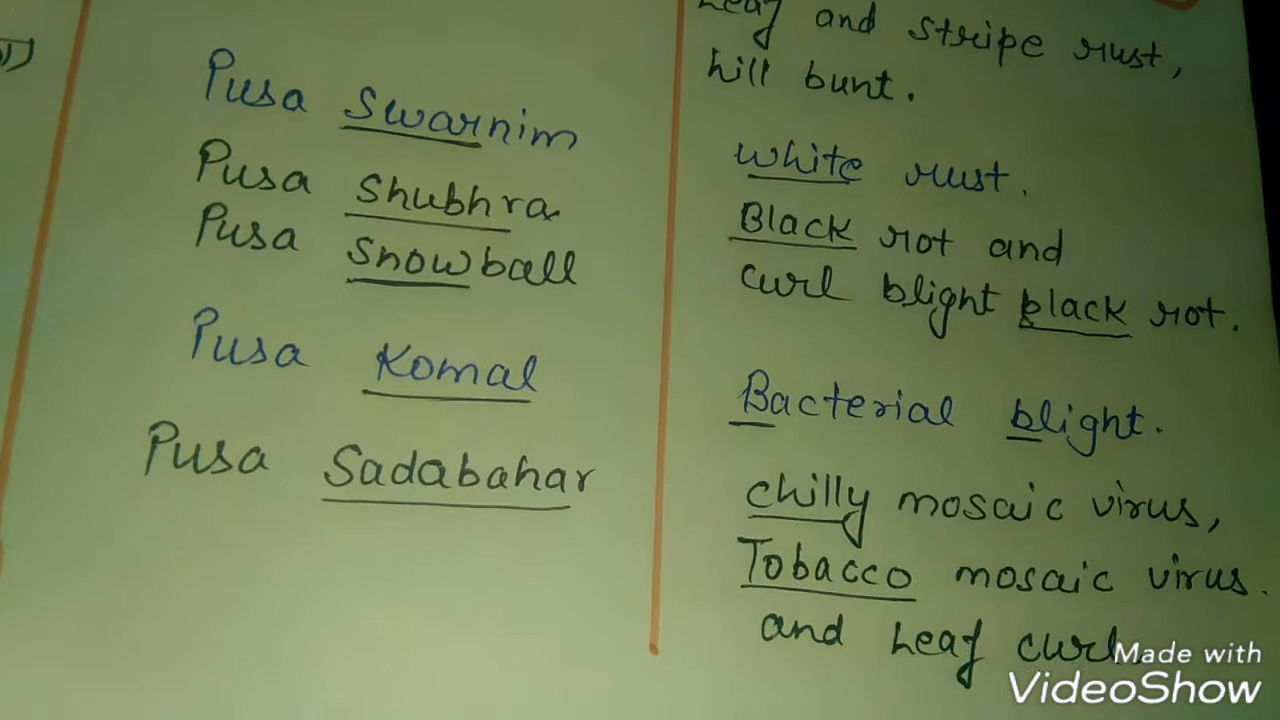 Pusa Swarnim
Pusa Shubhra
Pusa Snowball
Pusa Komal
Pusa Sadabahar
Leaf and stripe rust,
hill bunt.
white rust.
Black rot and
curl blight black rot.
Bacterial blight.
chilly mosaic virus,
Tobacco mosaic virus.
and Leaf curl.
Made with
VideoShow